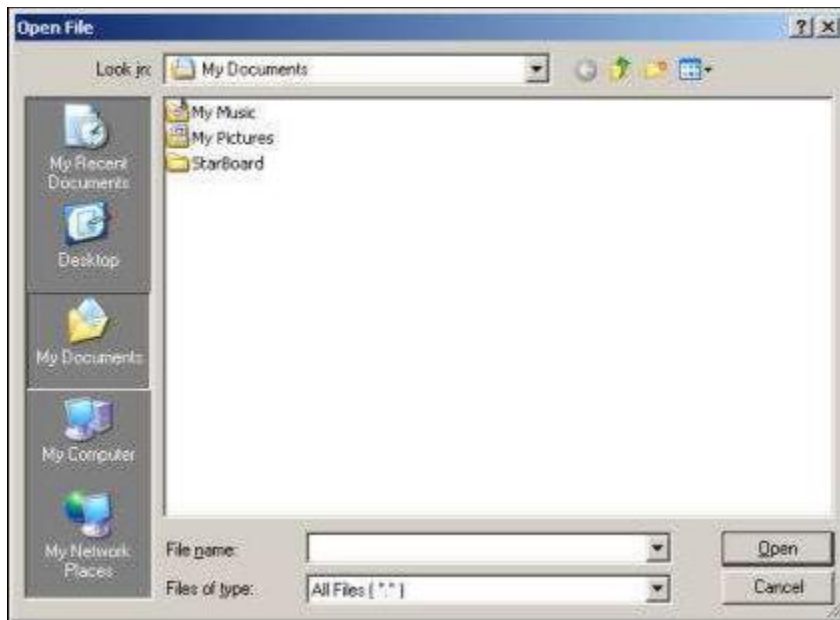 Open File
Look in:
My Documents
My Music
My Pictures
StarBoard
My Recent
Documents
Desktop
My Documents
My Computer
My Network
Places
File name:
Open
Files of type:
All Files ( *.* )
Cancel